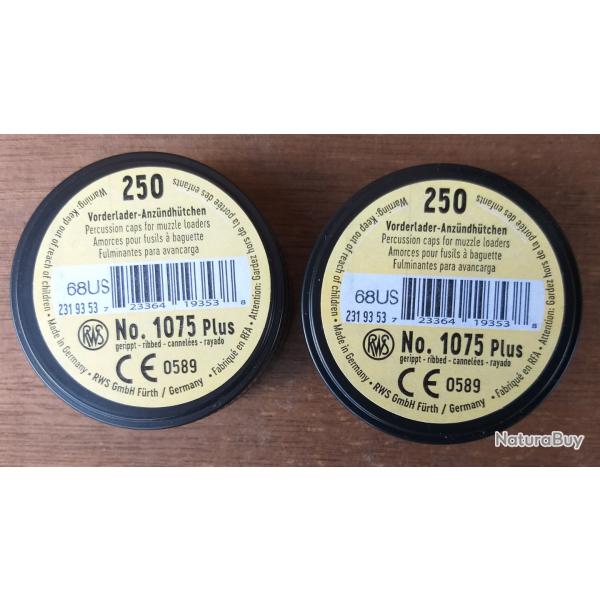 250
Vorderlader-Anzündhütchen
Percussion caps for muzzle loaders
Amorces pour fusils à baguette
Fulminantes para avancarga
68US
231 93 53
7 23364 19353 8
RWS
No. 1075 Plus
gerippt - ribbed - cannelées - rayado
CE 0589
Warning: Keep out of reach of children • Made in Germany • RWS GmbH Fürth / Germany • Fabriqué en RFA • Attention: Gardez hors de la portée des enfants
250
Vorderlader-Anzündhütchen
Percussion caps for muzzle loaders
Amorces pour fusils à baguette
Fulminantes para avancarga
68US
231 93 53
7 23364 19353 8
RWS
No. 1075 Plus
gerippt - ribbed - cannelées - rayado
CE 0589
Warning: Keep out of reach of children • Made in Germany • RWS GmbH Fürth / Germany • Fabriqué en RFA • Attention: Gardez hors de la portée des enfants
NaturaBuy